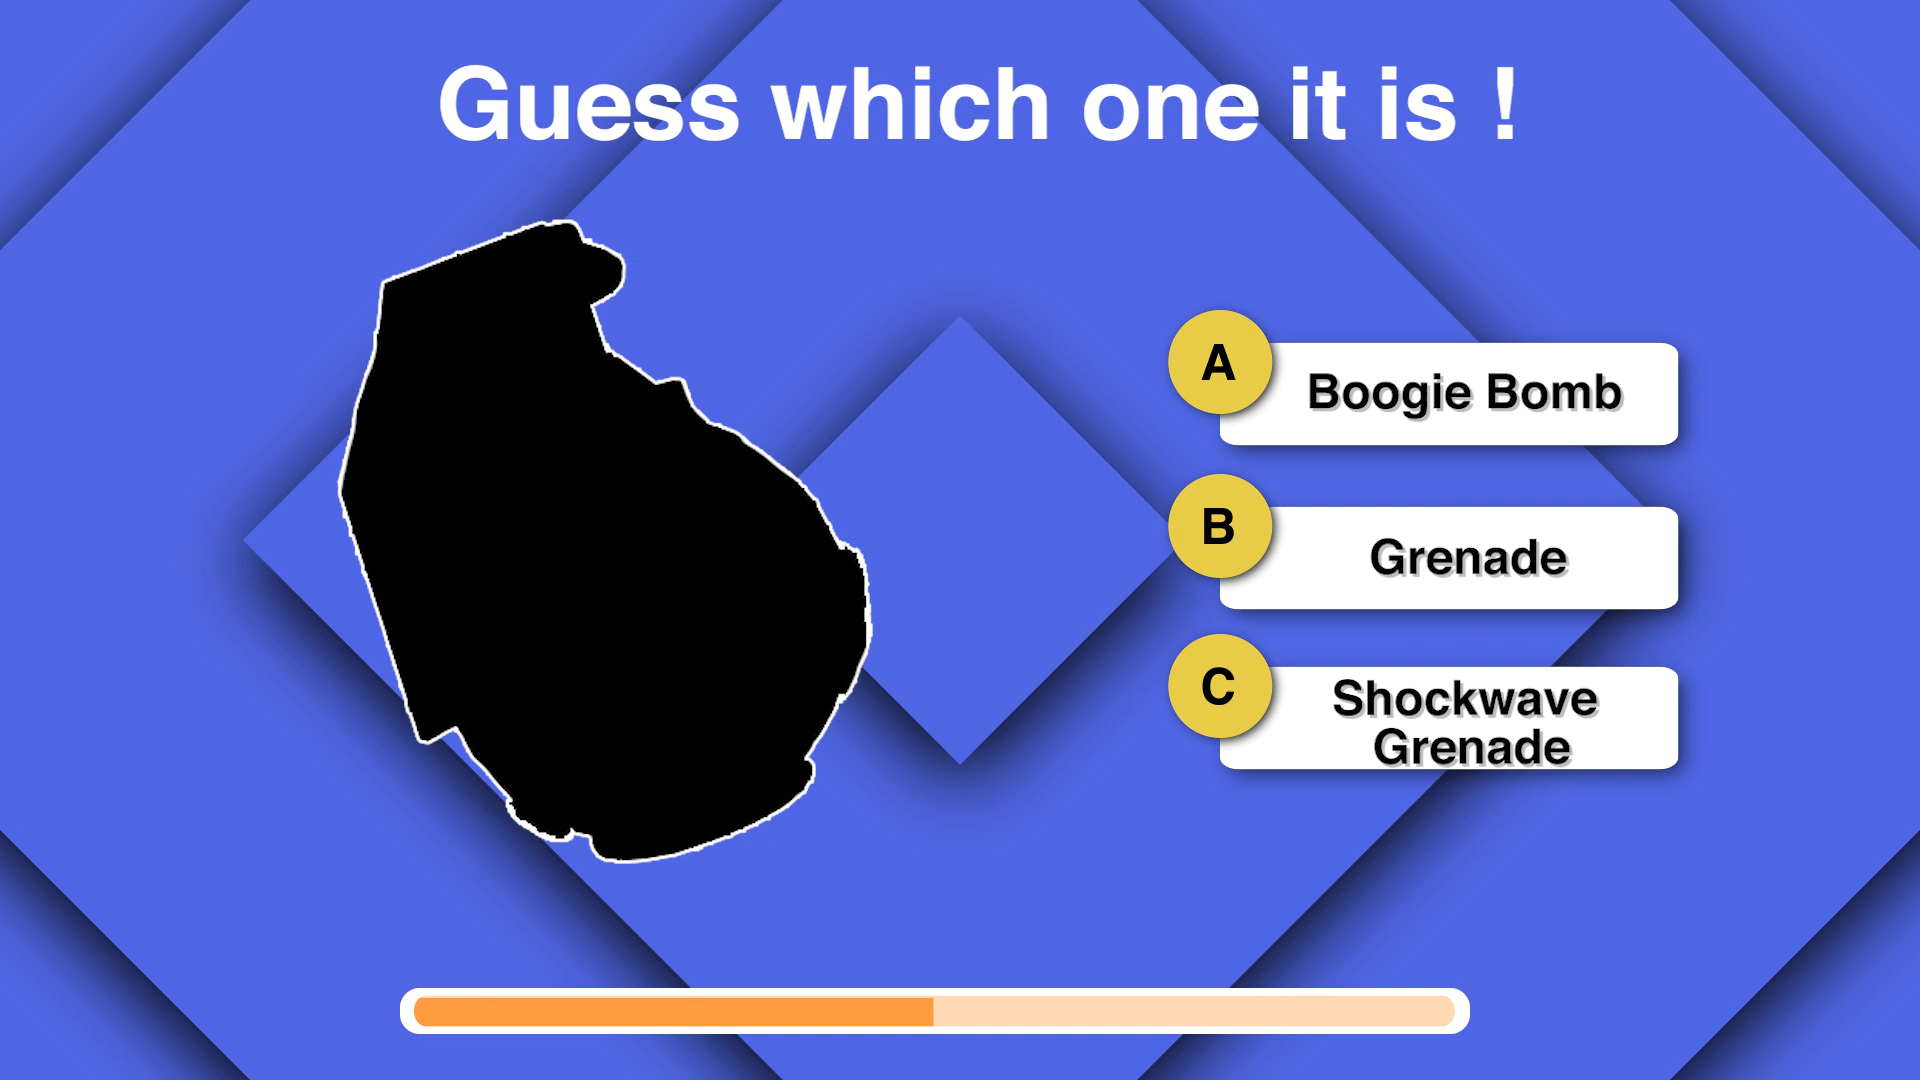 Guess which one it is !
A
Boogie Bomb
B
Grenade
C
Shockwave
Grenade